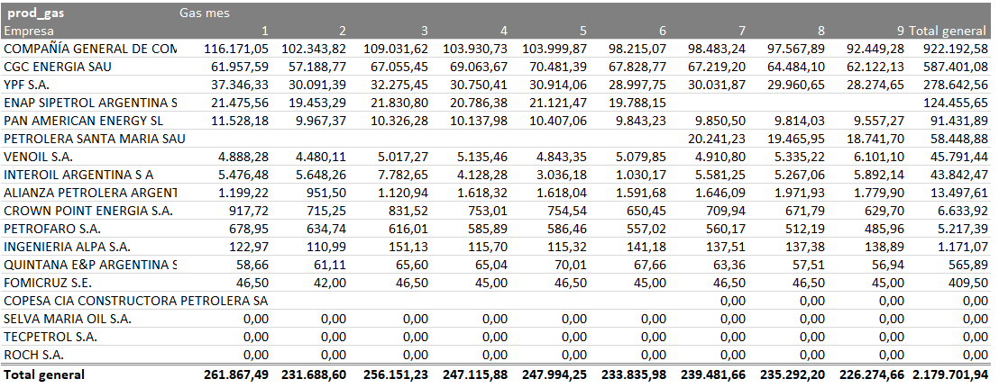 prod_gas Gas mes
Empresa 1 2 3 4 5 6 7 8 9 Total general
COMPAÑÍA GENERAL DE COM 116.171,05 102.343,82 109.031,62 103.930,73 103.999,87 98.215,07 98.483,24 97.567,89 92.449,28 922.192,58
CGC ENERGIA SAU 61.957,59 57.188,77 67.055,45 69.063,67 70.481,39 67.828,77 67.219,20 64.484,10 62.122,13 587.401,08
YPF S.A. 37.346,33 30.091,39 32.275,45 30.750,41 30.914,06 28.997,75 30.031,87 29.960,65 28.274,65 278.642,56
ENAP SIPETROL ARGENTINA S 21.475,56 19.453,29 21.830,80 20.786,38 21.121,47 19.788,15 124.455,65
PAN AMERICAN ENERGY SL 11.528,18 9.967,37 10.326,28 10.137,98 10.407,06 9.843,23 9.850,50 9.814,03 9.557,27 91.431,89
PETROLERA SANTA MARIA SAU 20.241,23 19.465,95 18.741,70 58.448,88
VENOIL S.A. 4.888,28 4.480,11 5.017,27 5.135,46 4.843,35 5.079,85 4.910,80 5.335,22 6.101,10 45.791,44
INTEROIL ARGENTINA S A 5.476,48 5.648,26 7.782,65 4.128,28 3.036,18 1.030,17 5.581,25 5.267,06 5.892,14 43.842,47
ALIANZA PETROLERA ARGENT 1.199,22 951,50 1.120,94 1.618,32 1.618,04 1.591,68 1.646,09 1.971,93 1.779,90 13.497,61
CROWN POINT ENERGIA S.A. 917,72 715,25 831,52 753,01 754,54 650,45 709,94 671,79 629,70 6.633,92
PETROFARO S.A. 678,95 634,74 616,01 585,89 586,46 557,02 560,17 512,19 485,96 5.217,39
INGENIERIA ALPA S.A. 122,97 110,99 151,13 115,70 115,32 141,18 137,51 137,38 138,89 1.171,07
QUINTANA E&P ARGENTINA S 58,66 61,11 65,60 65,04 70,01 67,66 63,36 57,51 56,94 565,89
FOMICRUZ S.E. 46,50 42,00 46,50 45,00 46,50 45,00 46,50 46,50 45,00 409,50
COPESA CIA CONSTRUCTORA PETROLERA SA 0,00 0,00 0,00 0,00
SELVA MARIA OIL S.A. 0,00 0,00 0,00 0,00 0,00 0,00 0,00 0,00 0,00 0,00
TECPETROL S.A. 0,00 0,00 0,00 0,00 0,00 0,00 0,00 0,00 0,00 0,00
ROCH S.A. 0,00 0,00 0,00 0,00 0,00 0,00 0,00 0,00 0,00 0,00
Total general 261.867,49 231.688,60 256.151,23 247.115,88 247.994,25 233.835,98 239.481,66 235.292,20 226.274,66 2.179.701,94